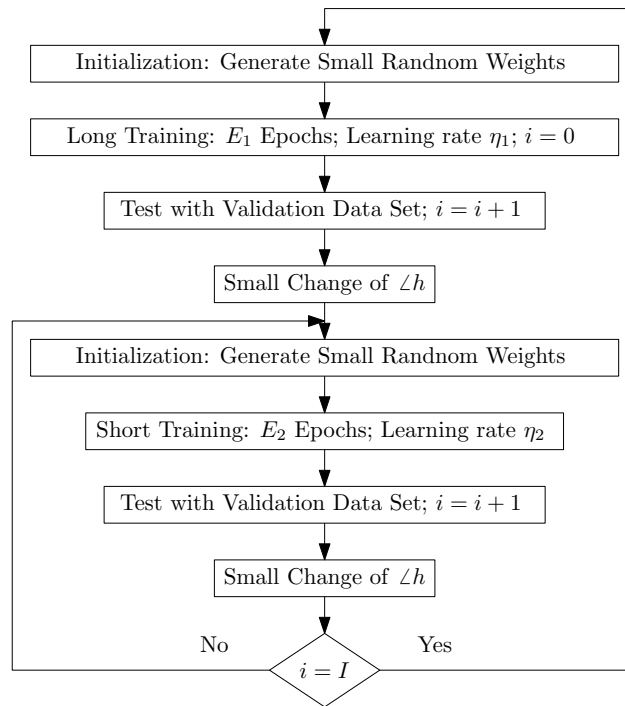 Initialization: Generate Small Randnom Weights
Long Training: E₁ Epochs; Learning rate η₁; i = 0
Test with Validation Data Set; i = i + 1
Small Change of ∠h
Initialization: Generate Small Randnom Weights
Short Training: E₂ Epochs; Learning rate η₂
Test with Validation Data Set; i = i + 1
Small Change of ∠h
No
Yes
i = I